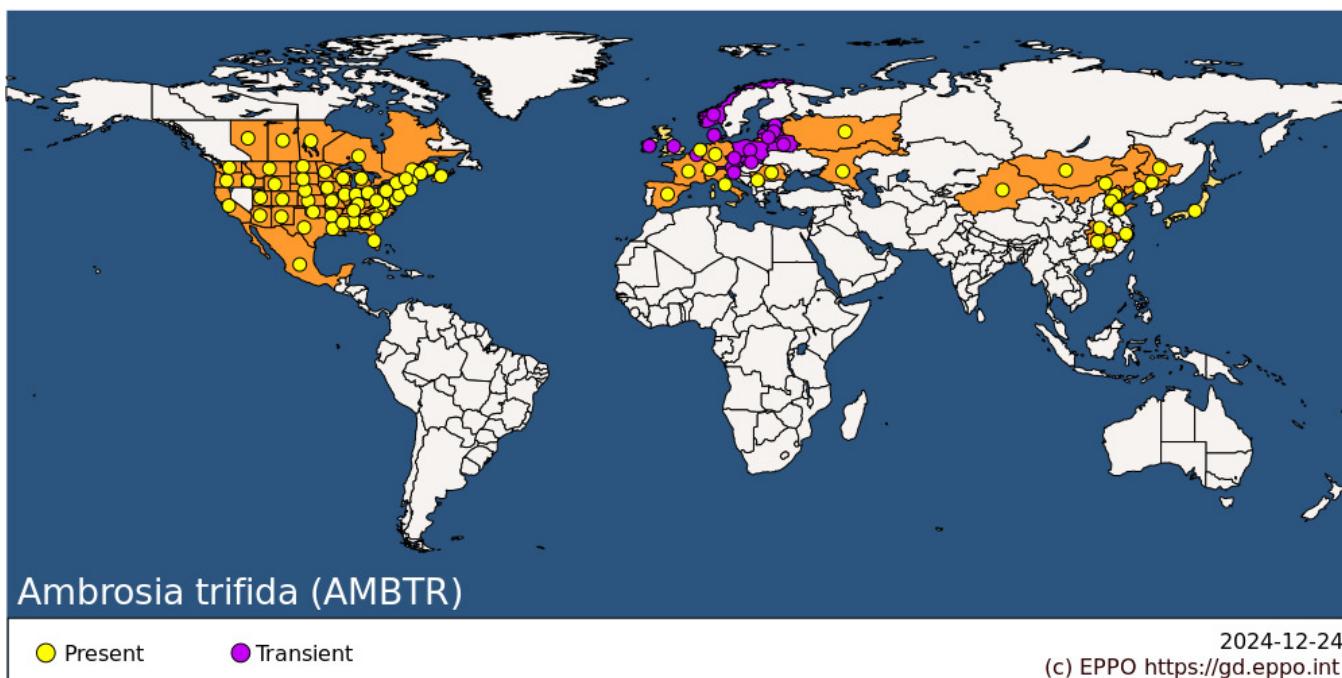 Ambrosia trifida (AMBTR)
Present
Transient
2024-12-24
(c) EPPO https://gd.eppo.int